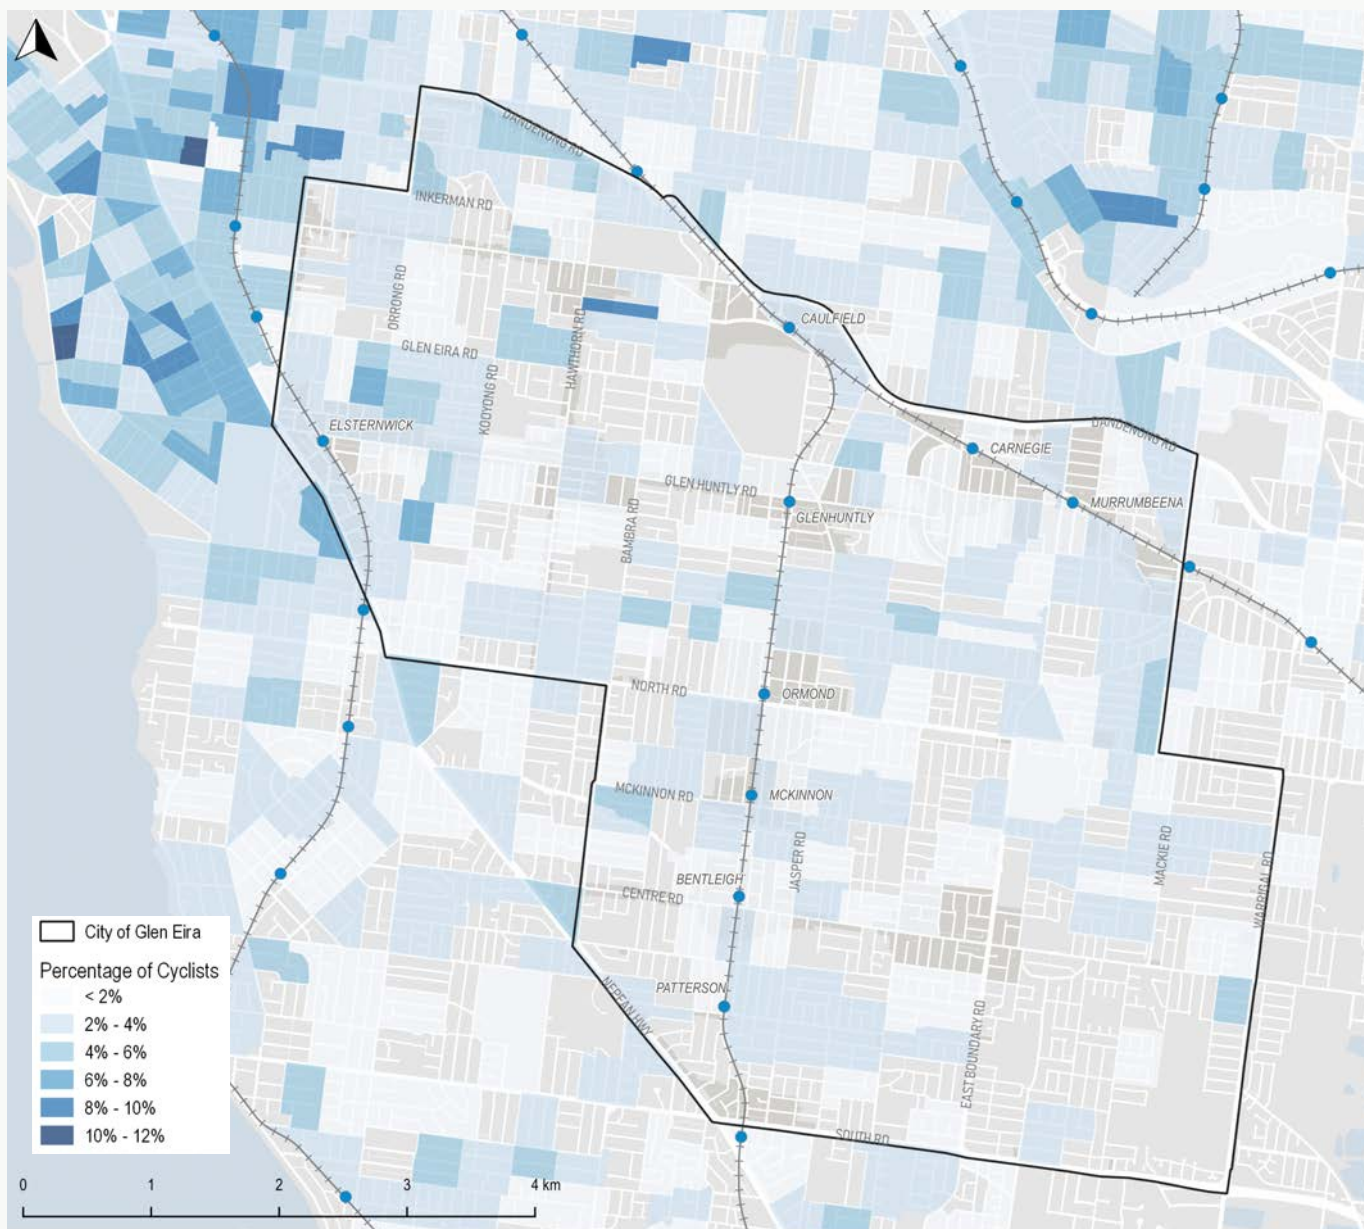 DANDENONG RD
INKERMAN RD
ORRONG RD
HAWTHORN RD
CAULFIELD
GLEN EIRA RD
KOOYONG RD
ELSTERNWICK
DANDENONG RD
CARNEGIE
GLEN HUNTLY RD
MURRUMBEENA
GLENHUNTLY
BAMBRA RD
NORTH RD
ORMOND
MCKINNON RD
MCKINNON
JASPER RD
MACKIE RD
BENTLEIGH
CENTRE RD
WARRIGAL RD
PATTERSON
NEPEAN HWY
EAST BOUNDARY RD
SOUTH RD
City of Glen Eira
Percentage of Cyclists
< 2%
2% - 4%
4% - 6%
6% - 8%
8% - 10%
10% - 12%
0 1 2 3 4 km